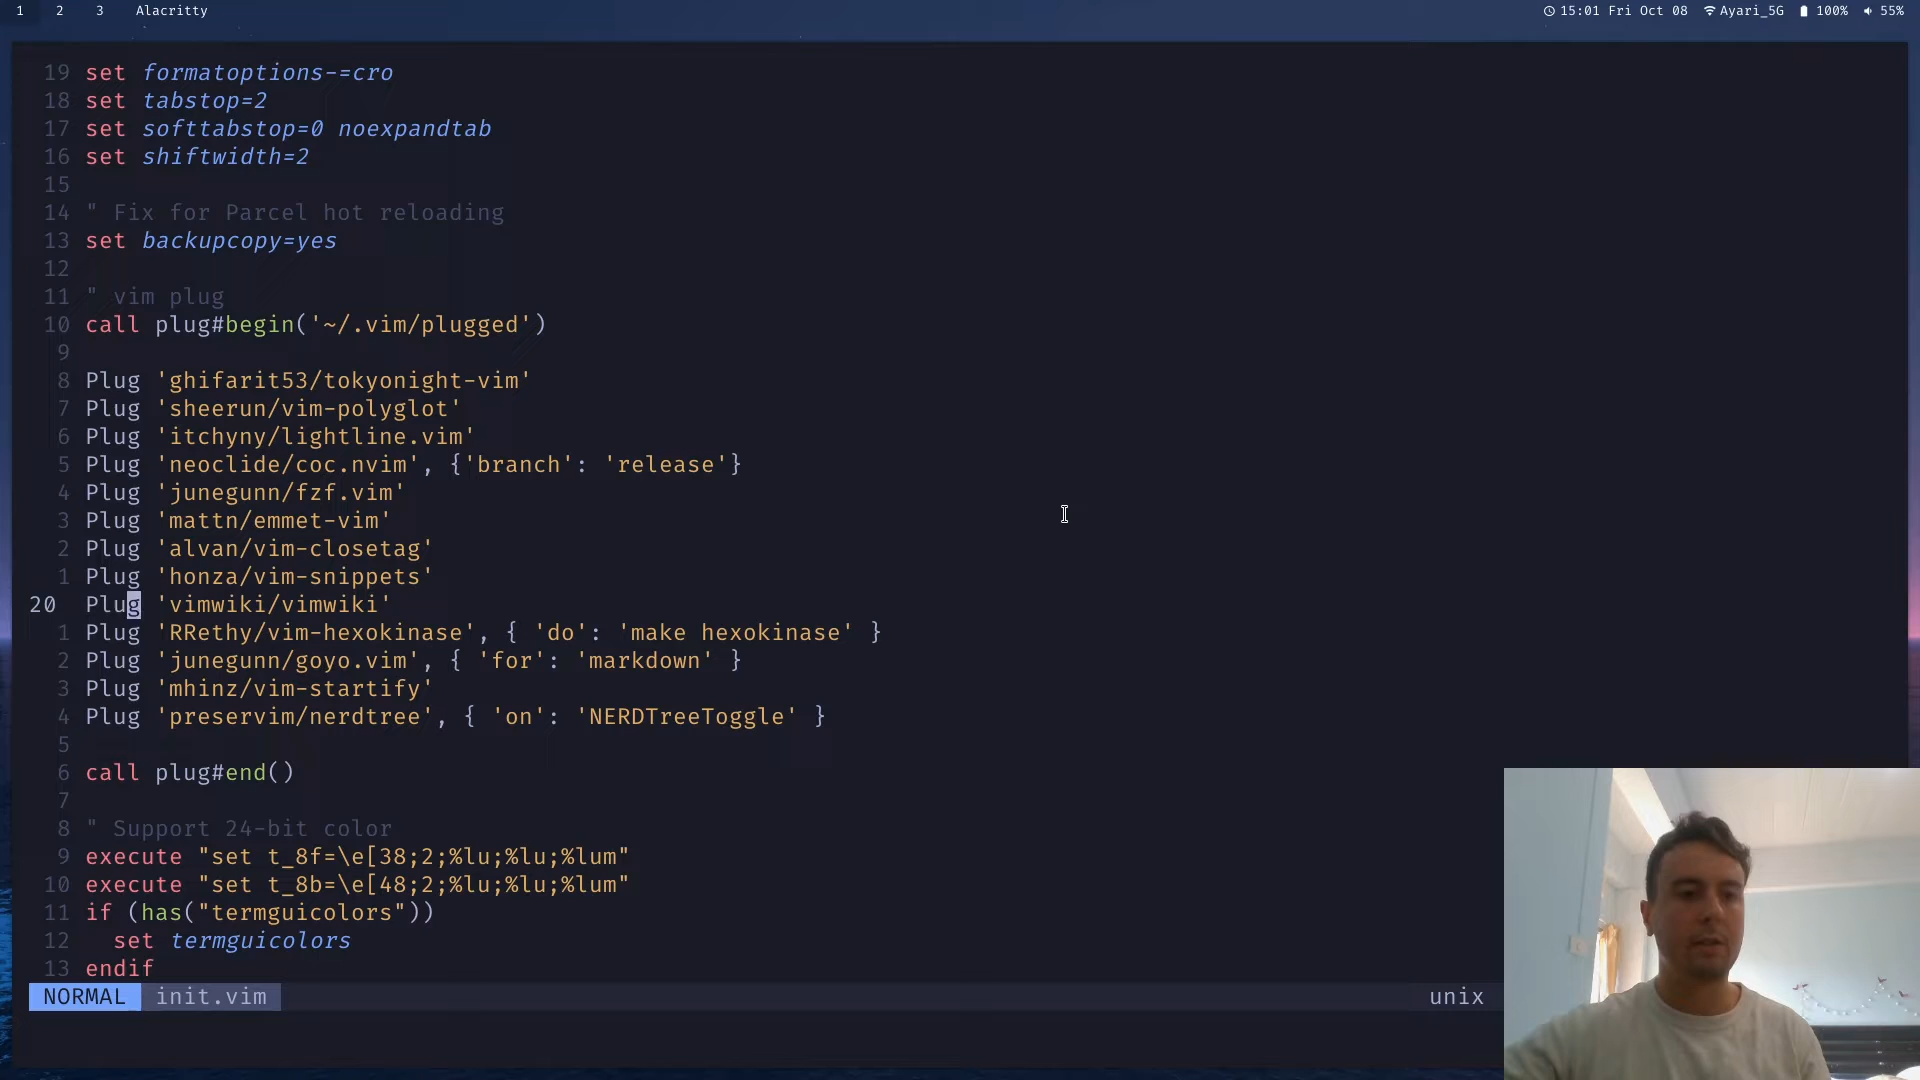 1 2 3 Alacritty 15:01 Fri Oct 08 Ayari_5G 100% 55%
19 set formatoptions-=cro
18 set tabstop=2
17 set softtabstop=0 noexpandtab
16 set shiftwidth=2
15
14 " Fix for Parcel hot reloading
13 set backupcopy=yes
12
11 " vim plug
10 call plug#begin('~/.vim/plugged')
9
8 Plug 'ghifarit53/tokyonight-vim'
7 Plug 'sheerun/vim-polyglot'
6 Plug 'itchyny/lightline.vim'
5 Plug 'neoclide/coc.nvim', {'branch': 'release'}
4 Plug 'junegunn/fzf.vim'
3 Plug 'mattn/emmet-vim'
2 Plug 'alvan/vim-closetag'
1 Plug 'honza/vim-snippets'
20 Plug 'vimwiki/vimwiki'
1 Plug 'RRethy/vim-hexokinase', { 'do': 'make hexokinase' }
2 Plug 'junegunn/goyo.vim', { 'for': 'markdown' }
3 Plug 'mhinz/vim-startify'
4 Plug 'preservim/nerdtree', { 'on': 'NERDTreeToggle' }
5
6 call plug#end()
7
8 " Support 24-bit color
9 execute "set t_8f=\e[38;2;%lu;%lu;%lum"
10 execute "set t_8b=\e[48;2;%lu;%lu;%lum"
11 if (has("termguicolors"))
12 set termguicolors
13 endif
NORMAL init.vim unix